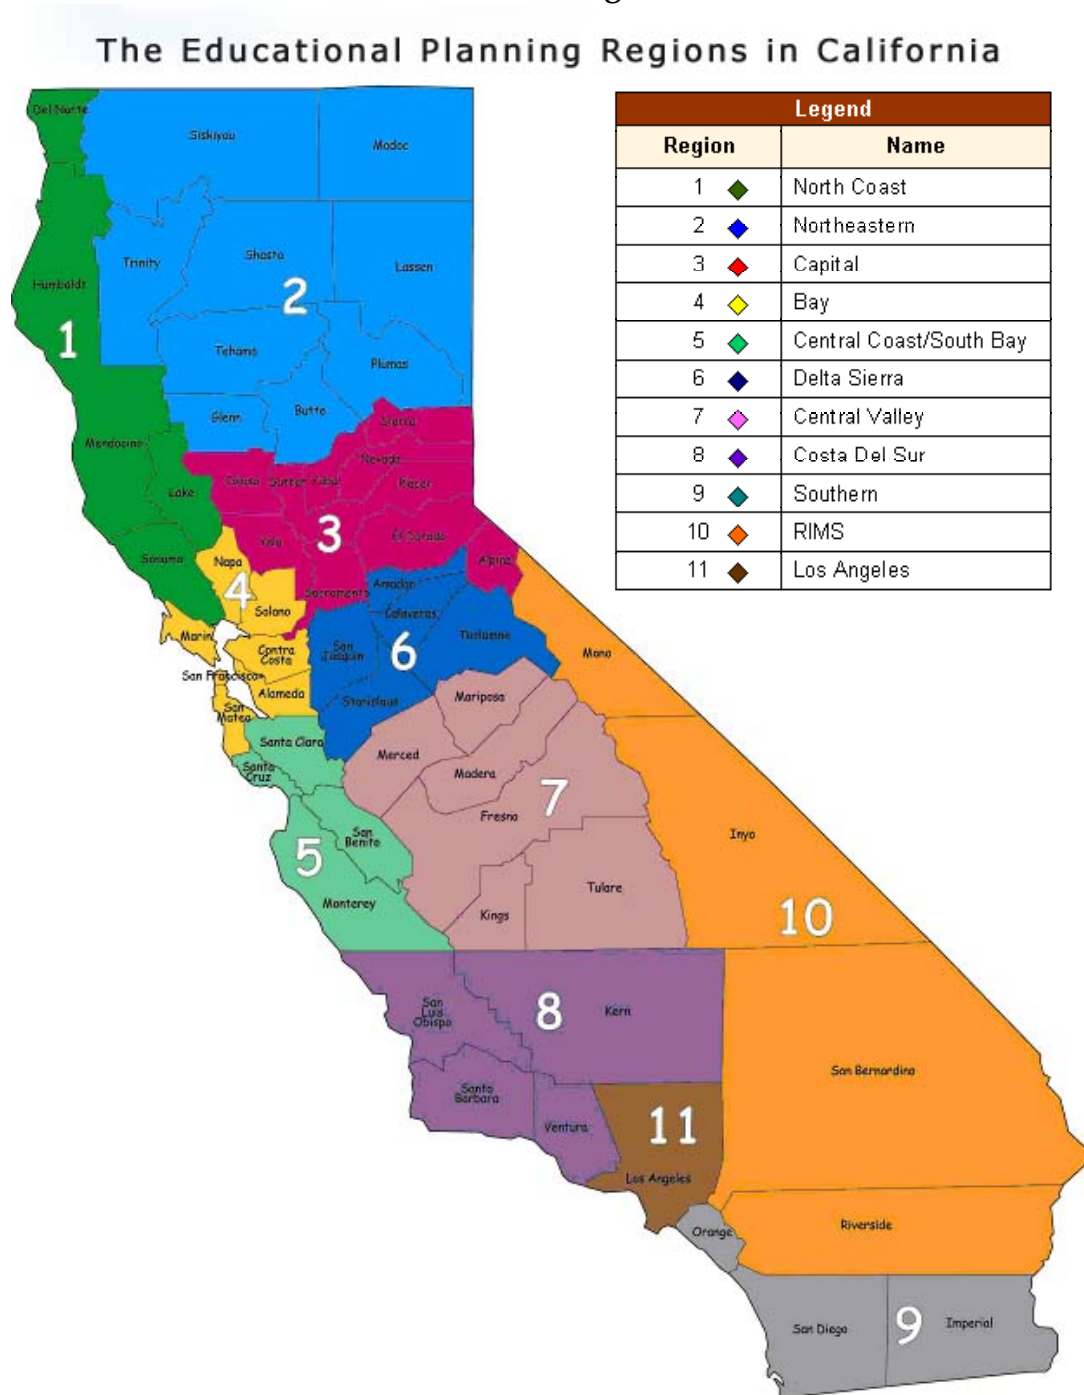 The Educational Planning Regions in California
Legend
Region Name
1 North Coast
2 Northeastern
3 Capital
4 Bay
5 Central Coast/South Bay
6 Delta Sierra
7 Central Valley
8 Costa Del Sur
9 Southern
10 RIMS
11 Los Angeles
Del Norte
Siskiyou
Modoc
Humboldt
1
Trinity
Shasta
2
Lassen
Tehama
Plumas
Glenn
Butte
Mendocino
Lake
Sonoma
Sierra
Nevada
Colusa
Sutter
Yuba
Placer
3
Yolo
El Dorado
Alpine
Sacramento
Napa
4
Solano
Marin
Contra
Costa
San Francisco
Alameda
San
Mateo
Amador
Calaveras
Tuolumne
San
Joaquin
6
Stanislaus
Mono
Mariposa
Merced
Madera
7
Fresno
Santa Clara
Santa
Cruz
San
Benito
5
Monterey
Kings
Tulare
Inyo
10
San
Luis
Obispo
8
Kern
Santa
Barbara
Ventura
11
Los Angeles
San Bernardino
Riverside
Orange
San Diego
9
Imperial